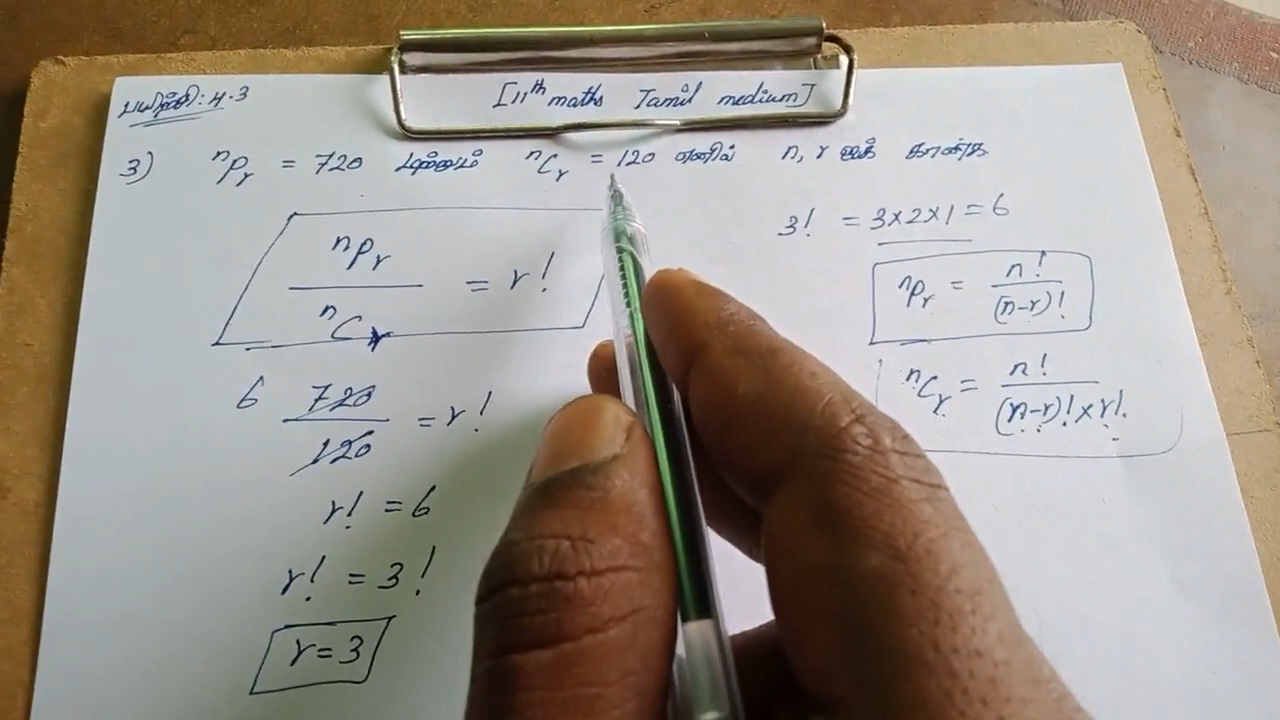 பயிற்சி: 4.3
[11th maths Tamil medium]
3) nPr = 720 மற்றும் nCr = 120 எனில் n, r ஐக் காண்க
3! = 3×2×1 = 6
nPr / nCr = r!
nPr = n! / (n-r)!
nCr = n! / (n-r)! × r!
6 720 / 120 = r!
r! = 6
r! = 3!
r = 3